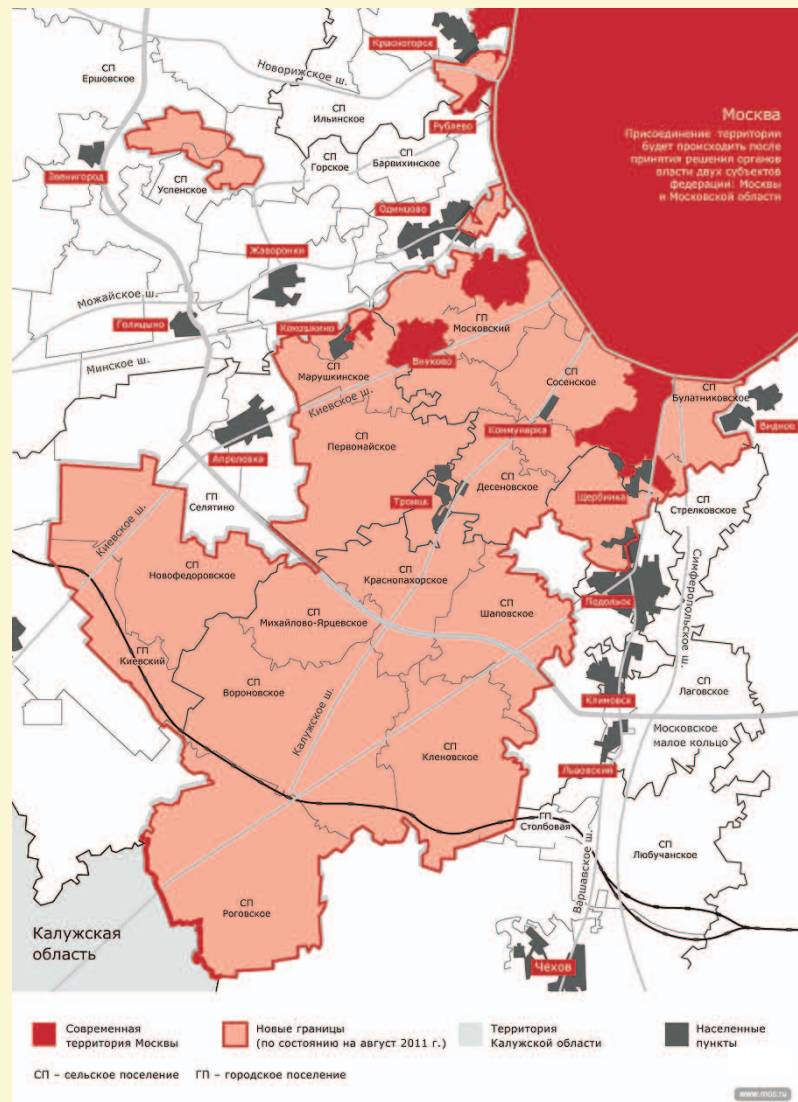 Красногорск
СП
Ершовское
Новорижское ш.
СП
Ильинское
Москва
Присоединение территории
будет происходить после
принятия решения органов
власти двух субъектов
федерации: Москвы
и Московской области
Рублево
Звенигород
СП
Успенское
СП
Горское
СП
Барвихинское
Одинцово
Жаворонки
Можайское ш.
Голицыно
Минское ш.
ГП
Московский
Кокошкино
Внуково
СП
Марушкинское
Киевское ш.
СП
Сосенское
СП
Булатниковское
Видное
Коммунарка
Апрелевка
СП
Первомайское
СП
Десеновское
Троицк
Щербинка
СП
Стрелковское
ГП
Селятино
Киевское ш.
СП
Новофедоровское
СП
Краснопахорское
СП
Михайлово-Ярцевское
СП
Шаповское
Подольск
Симферопольское ш.
ГП
Киевский
СП
Вороновское
Калужское ш.
СП
Кленовское
Климовск
СП
Лаговское
Московское
малое кольцо
Львовский
ГП
Столбовая
Варшавское ш.
СП
Любучанское
СП
Роговское
Калужская
область
Чехов
Современная
территория Москвы
Новые границы
(по состоянию на август 2011 г.)
Территория
Калужской области
Населенные
пункты
СП – сельское поселение ГП – городское поселение
www.mos.ru